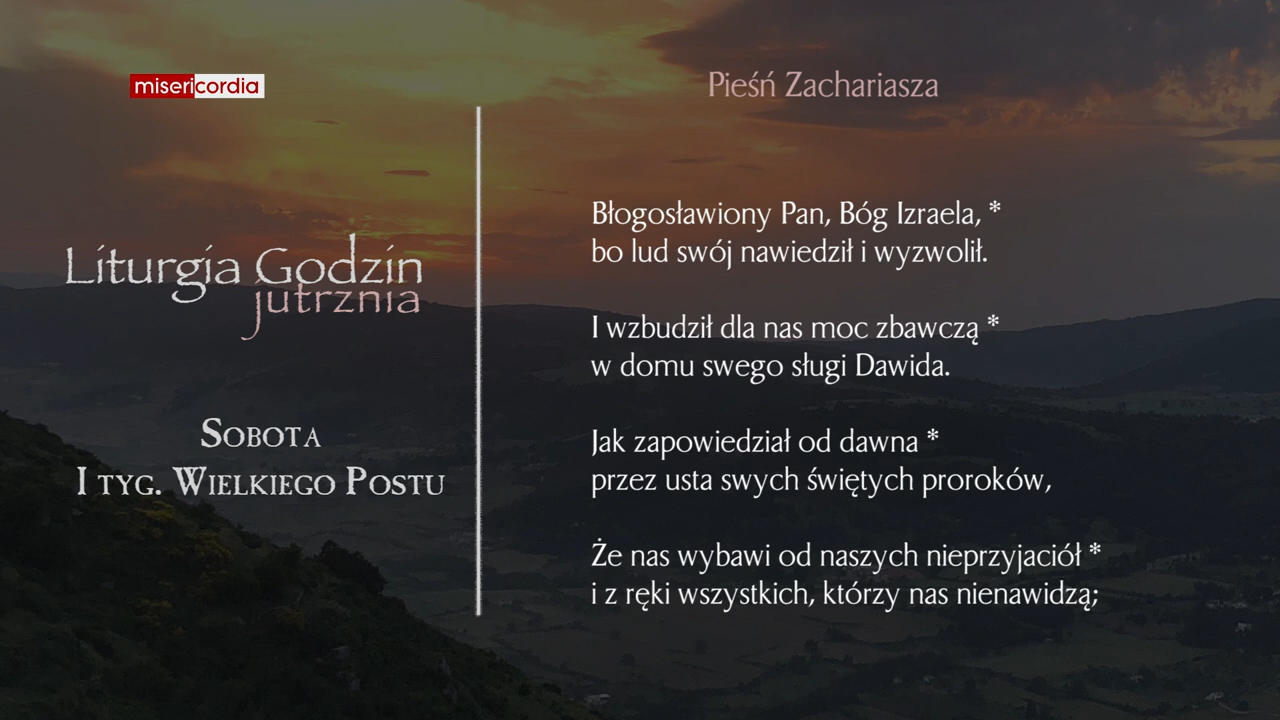 misericordia
Liturgia Godzin
jutrznia
Sobota
I tyg. Wielkiego Postu
Pieśń Zachariasza
Błogosławiony Pan, Bóg Izraela, *
bo lud swój nawiedził i wyzwolił.
I wzbudził dla nas moc zbawczą *
w domu swego sługi Dawida.
Jak zapowiedział od dawna *
przez usta swych świętych proroków,
Że nas wybawi od naszych nieprzyjaciół *
i z ręki wszystkich, którzy nas nienawidzą;